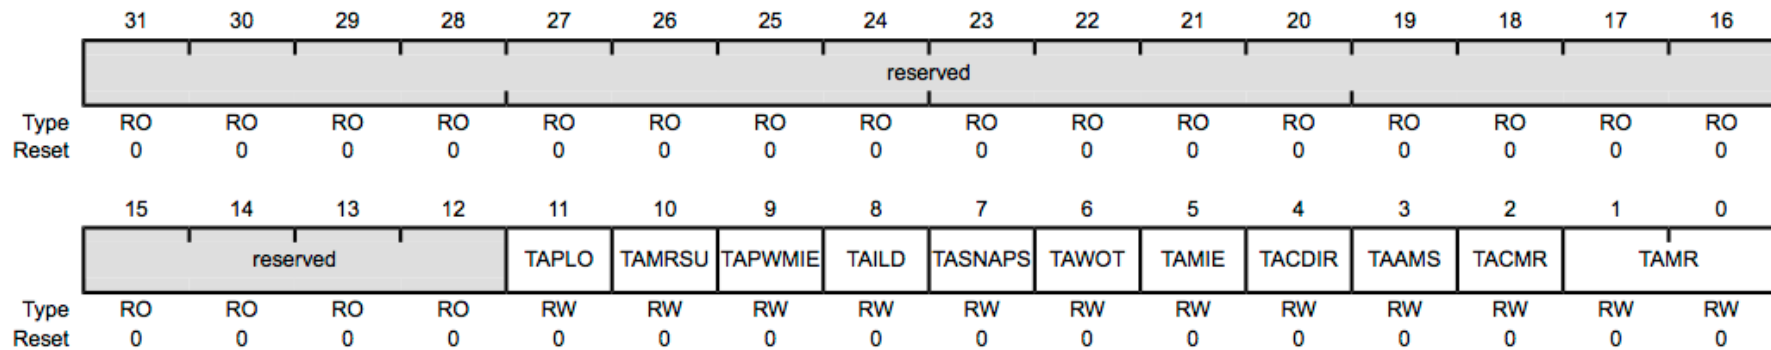 31 30 29 28 27 26 25 24 23 22 21 20 19 18 17 16
reserved
Type RO RO RO RO RO RO RO RO RO RO RO RO RO RO RO RO
Reset 0 0 0 0 0 0 0 0 0 0 0 0 0 0 0 0
15 14 13 12 11 10 9 8 7 6 5 4 3 2 1 0
reserved TAPLO TAMRSU TAPWMIE TAILD TASNAPS TAWOT TAMIE TACDIR TAAMS TACMR TAMR
Type RO RO RO RO RW RW RW RW RW RW RW RW RW RW RW RW
Reset 0 0 0 0 0 0 0 0 0 0 0 0 0 0 0 0